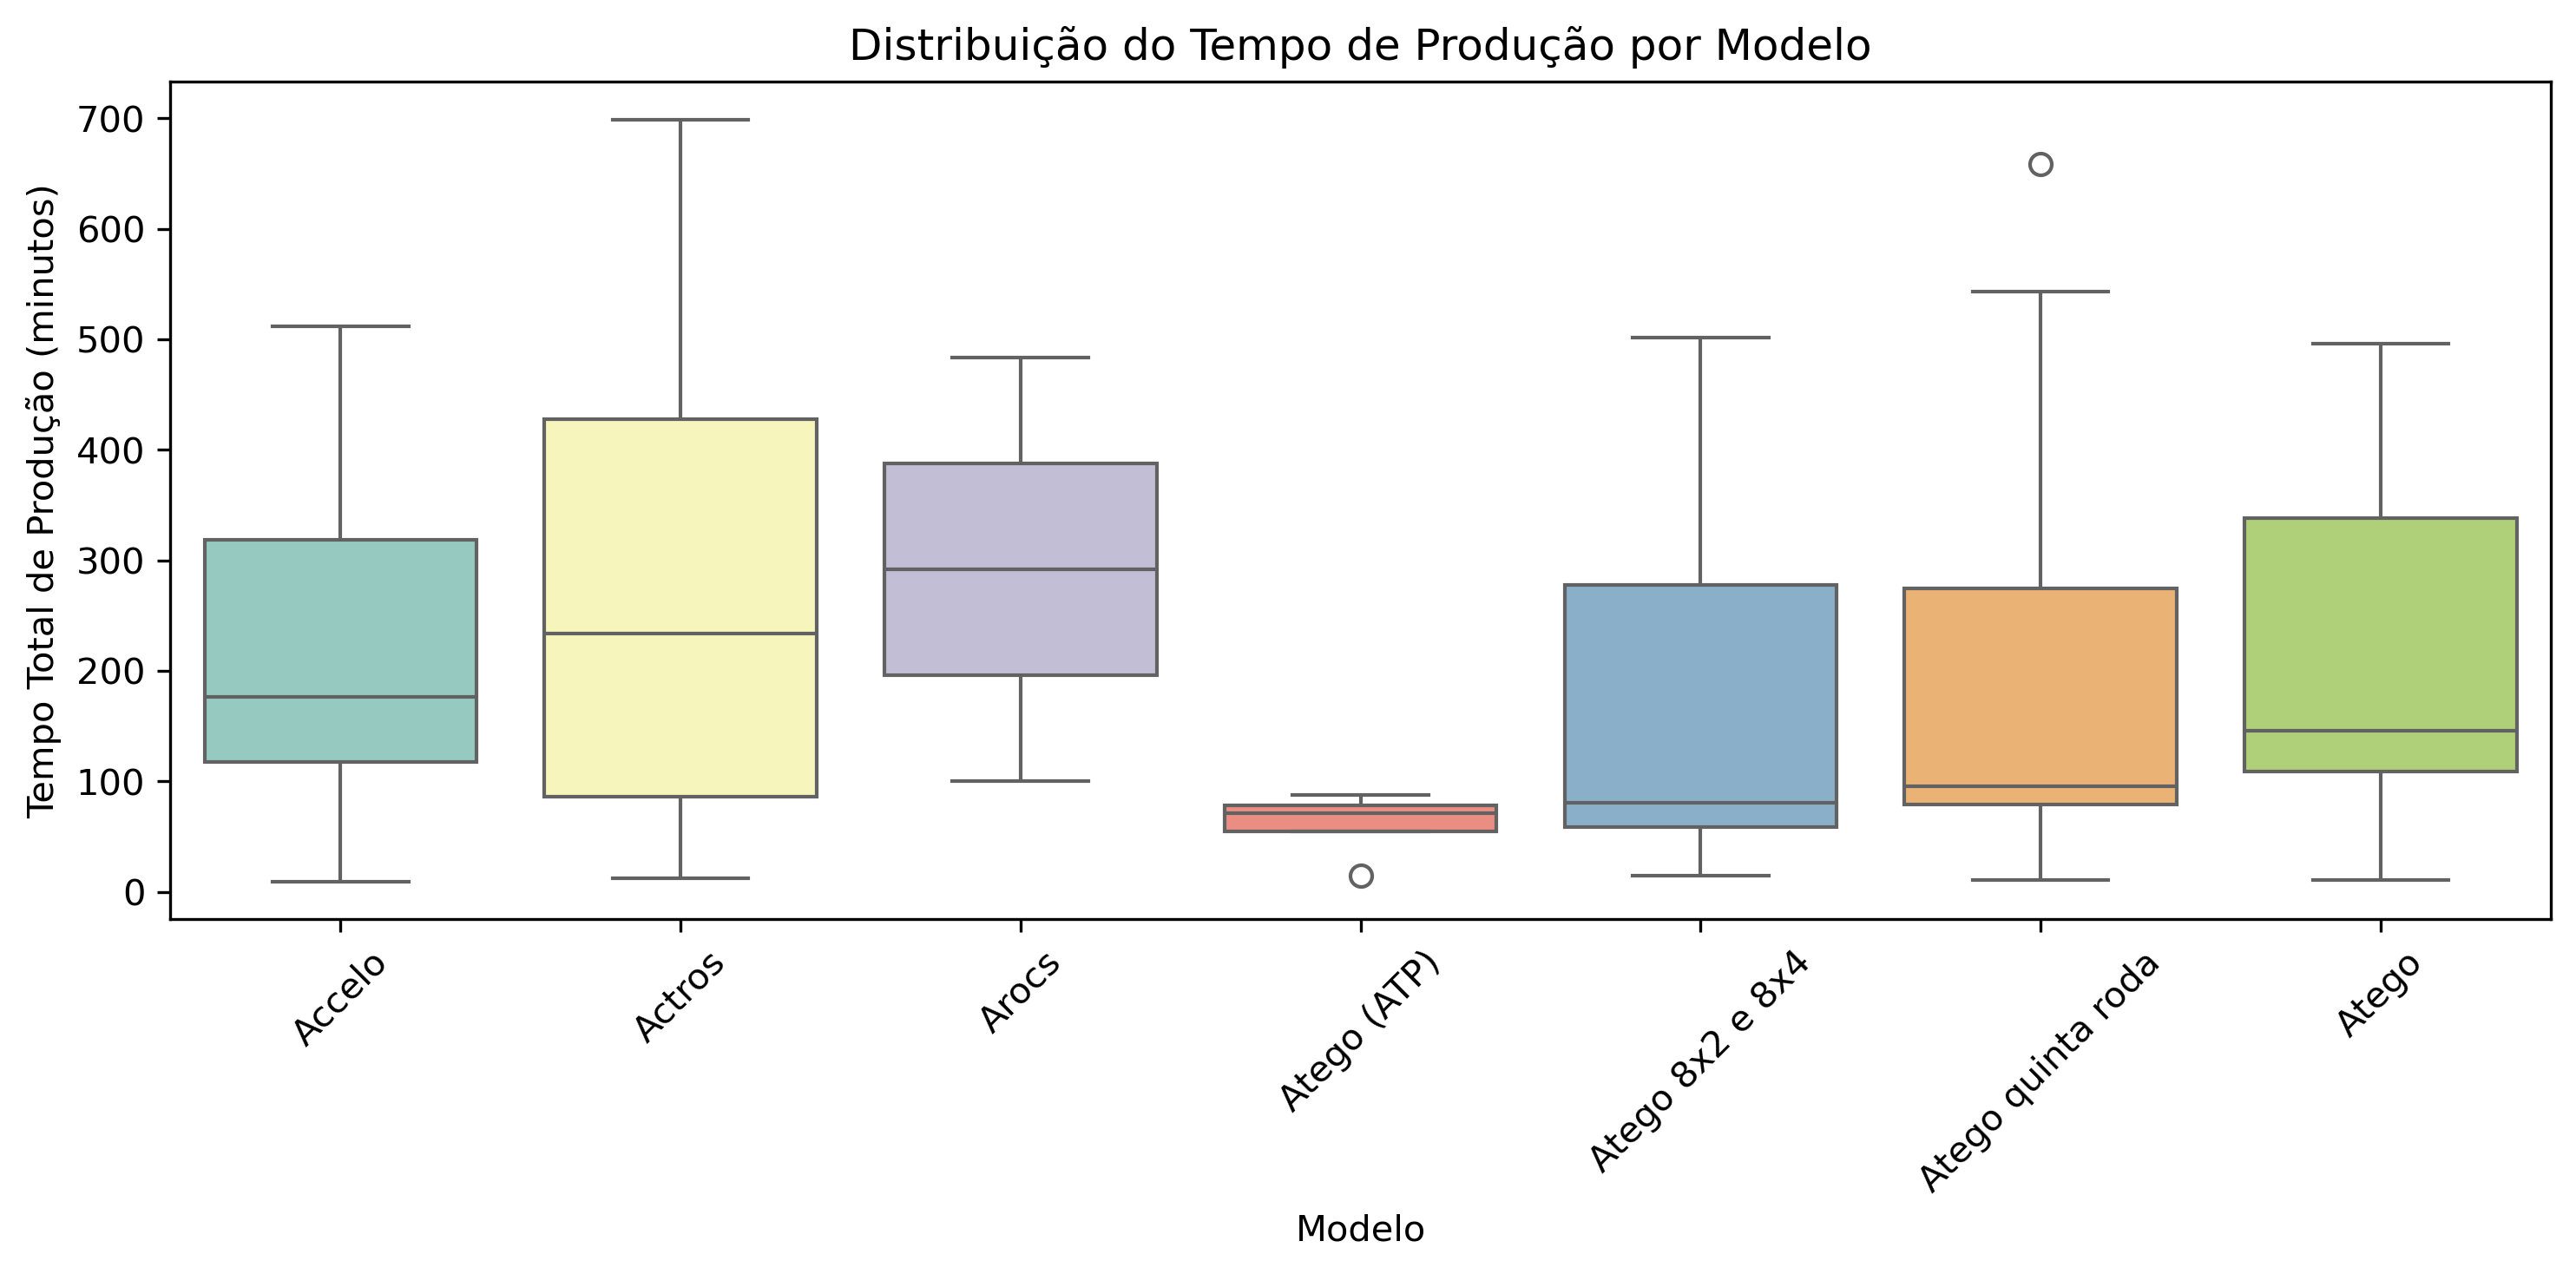 Distribuição do Tempo de Produção por Modelo
Tempo Total de Produção (minutos)
700
600
500
400
300
200
100
0
Accelo
Actros
Arocs
Atego (ATP)
Atego 8x2 e 8x4
Atego quinta roda
Atego
Modelo